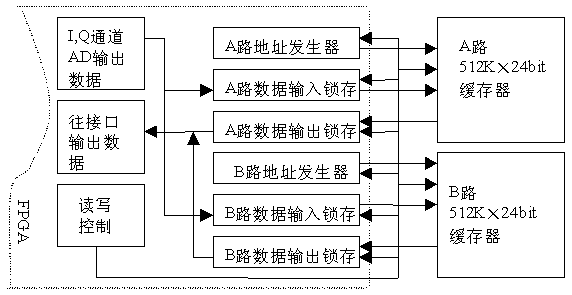 I,Q通道
AD输出
数据
往接口
输出数
据
读写
控制
FPGA
A路地址发生器
A路数据输入锁存
A路数据输出锁存
B路地址发生器
B路数据输入锁存
B路数据输出锁存
A路
512K×24bit
缓存器
B路
512K×24bit
缓存器